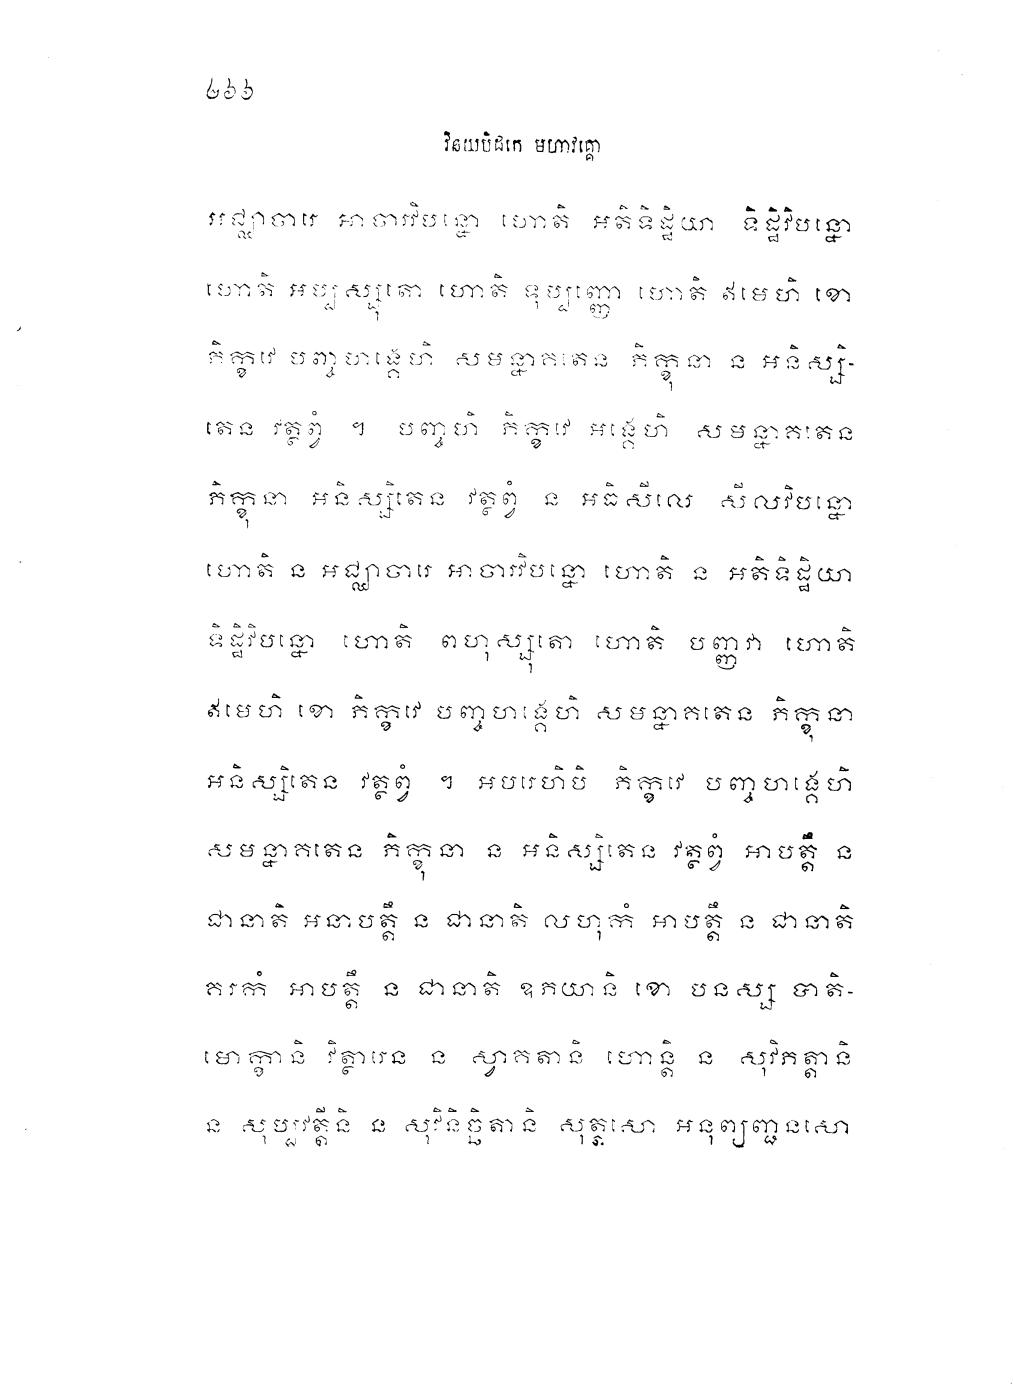 ៤៦៦
វិនយបិដកេ មហាវគ្គោ
អជ្ឈាចារេ អាចារវិបន្នោ ហោតិ អតិទិដ្ឋិយា ទិដ្ឋិវិបន្នោ
ហោតិ អប្បស្សុតោ ហោតិ ទុប្បញ្ញោ ហោតិ ឥមេហិ ខោ
ភិក្ខវេ បញ្ចហង្គេហិ សមន្នាគតេន ភិក្ខុនា ន អនិស្សិ-
តេន វត្ថព្វំ ។ បញ្ចហិ ភិក្ខវេ អង្គេហិ សមន្នាគតេន
ភិក្ខុនា អនិស្សិតេន វត្ថព្វំ ន អធិសីលេ សីលវិបន្នោ
ហោតិ ន អជ្ឈាចារេ អាចារវិបន្នោ ហោតិ ន អតិទិដ្ឋិយា
ទិដ្ឋិវិបន្នោ ហោតិ ពហុស្សុតោ ហោតិ បញ្ញវា ហោតិ
ឥមេហិ ខោ ភិក្ខវេ បញ្ចហង្គេហិ សមន្នាគតេន ភិក្ខុនា
អនិស្សិតេន វត្ថព្វំ ។ អបរេហិបិ ភិក្ខវេ បញ្ចហង្គេហិ
សមន្នាគតេន ភិក្ខុនា ន អនិស្សិតេន វត្ថព្វំ អាបត្តឹ ន
ជានាតិ អនាបត្តឹ ន ជានាតិ លហុកំ អាបត្តឹ ន ជានាតិ
គរុកំ អាបត្តឹ ន ជានាតិ ឧភយានិ ខោ បនស្ស បាតិ-
មោក្ខានិ វិត្ថារេន ន ស្វាគតានិ ហោន្តិ ន សុវិភត្តានិ
ន សុប្បវត្តីនិ ន សុវិនិច្ឆិតានិ សុត្តសោ អនុព្យញ្ជនសោ